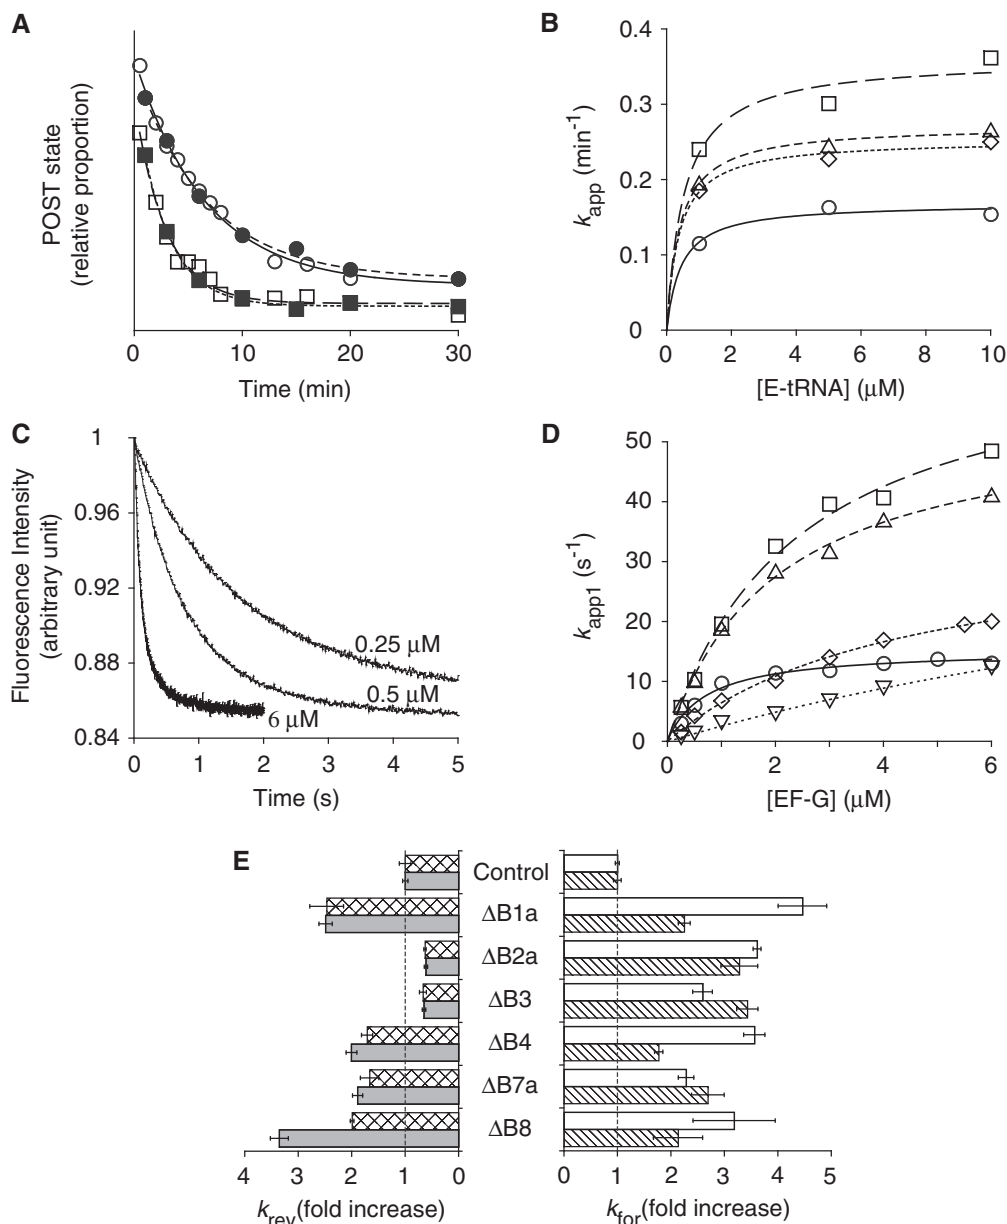 A
POST state
(relative proportion)
0 10 20 30
Time (min)
B
k_app (min⁻¹)
0.4
0.3
0.2
0.1
0
0 2 4 6 8 10
[E-tRNA] (μM)
C
Fluorescence Intensity
(arbitrary unit)
1
0.96
0.92
0.88
0.84
0.25 μM
0.5 μM
6 μM
0 1 2 3 4 5
Time (s)
D
k_app1 (s⁻¹)
50
40
30
20
10
0
0 2 4 6
[EF-G] (μM)
E
Control
ΔB1a
ΔB2a
ΔB3
ΔB4
ΔB7a
ΔB8
4 3 2 1 0
k_rev(fold increase)
0 1 2 3 4 5
k_for(fold increase)